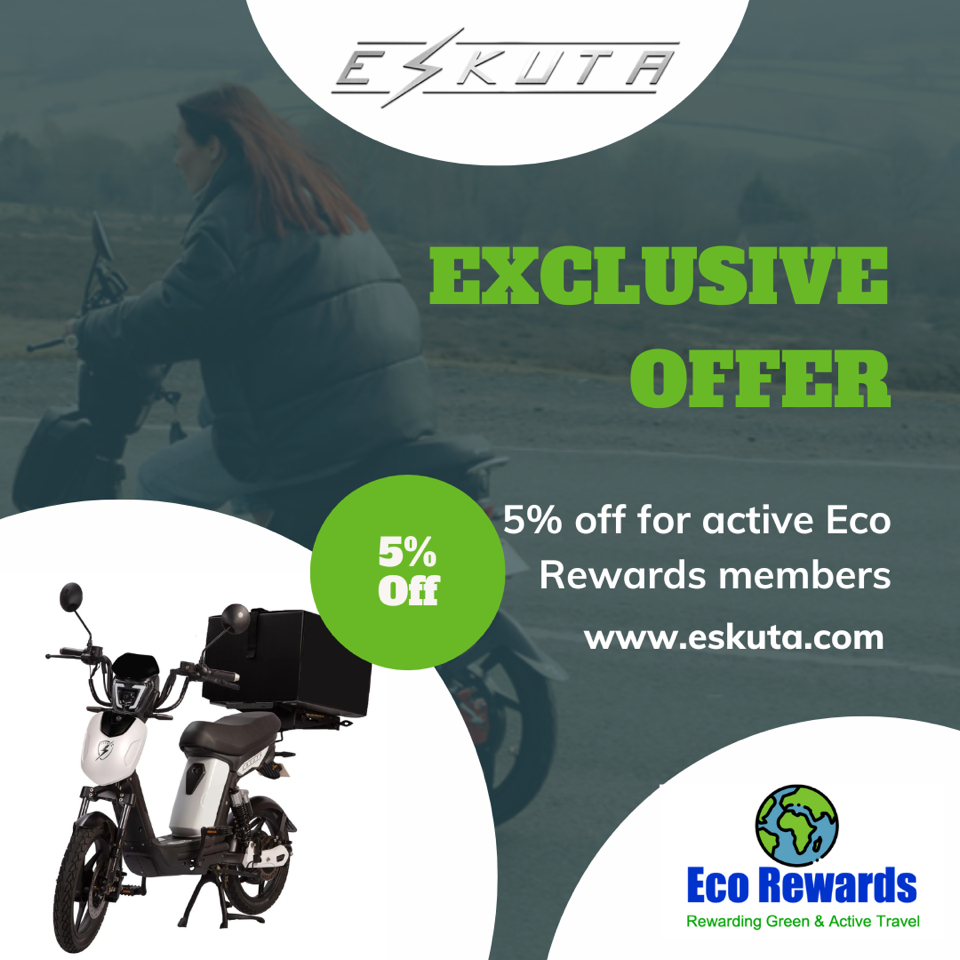 ESKUTA
EXCLUSIVE
OFFER
5%
Off
5% off for active Eco
Rewards members
www.eskuta.com
Eco Rewards
Rewarding Green & Active Travel